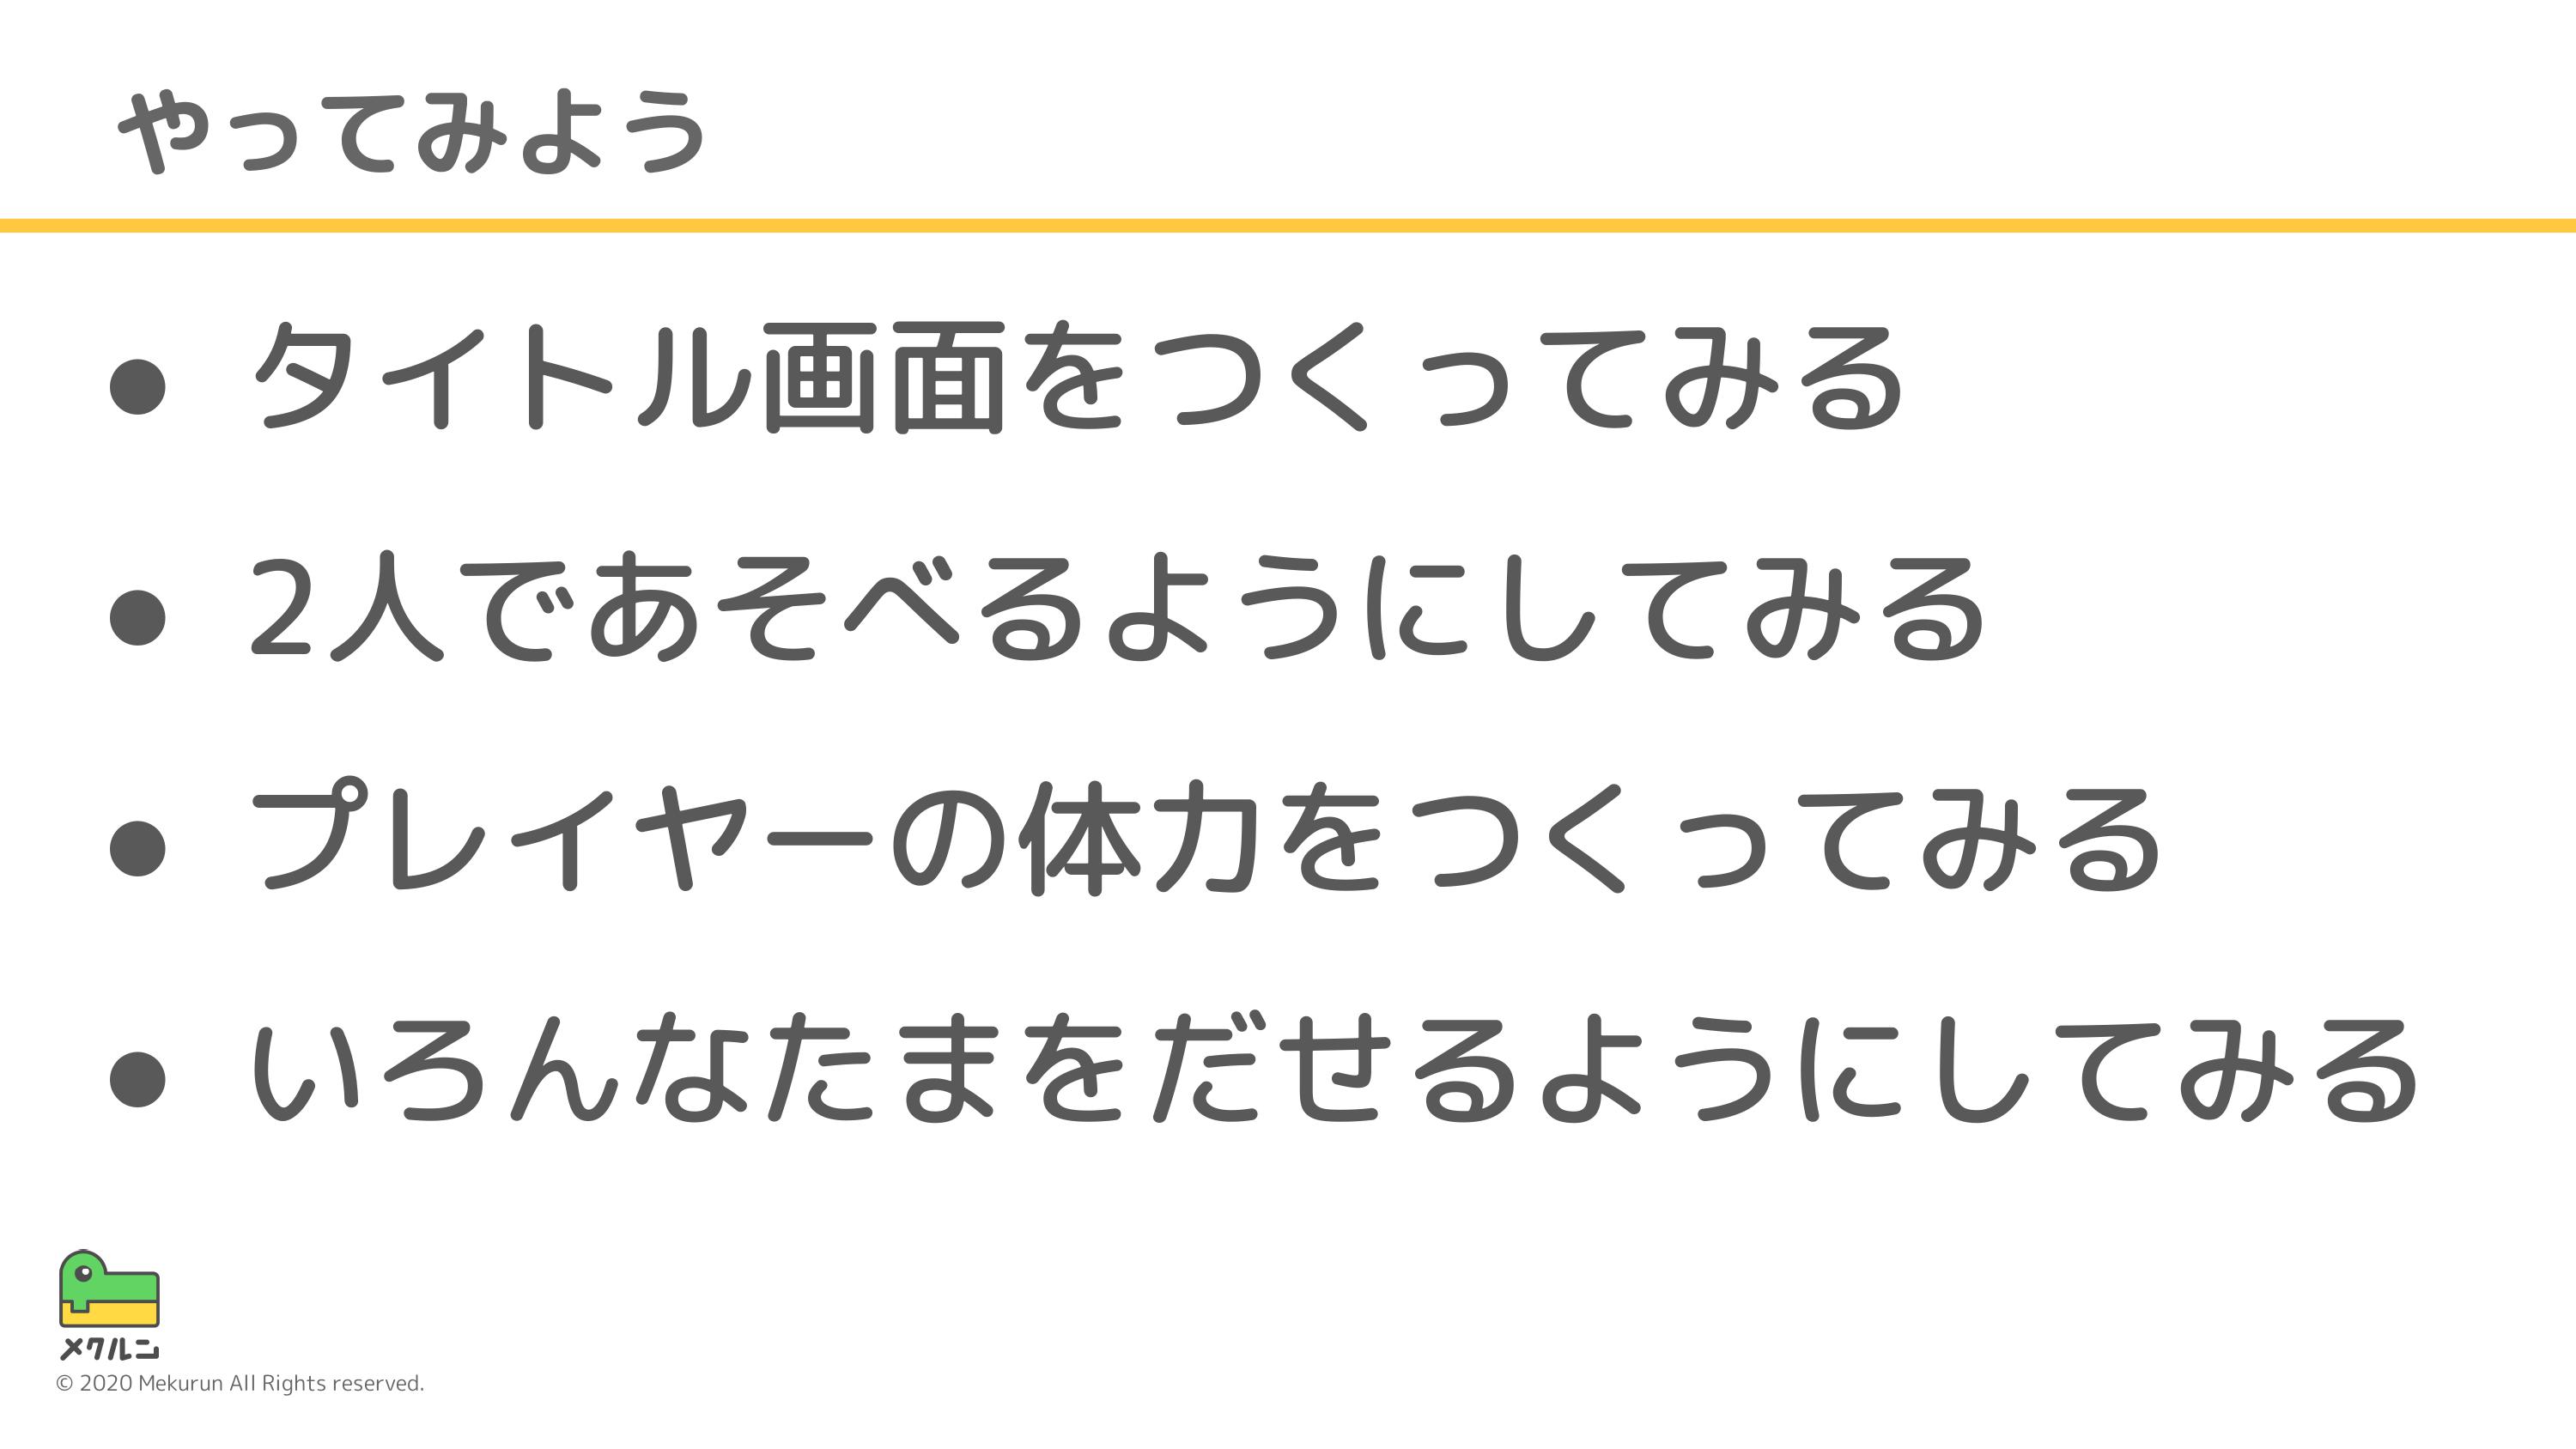 やってみよう
● タイトル画面をつくってみる
● 2人であそべるようにしてみる
● プレイヤーの体力をつくってみる
● いろんなたまをだせるようにしてみる
メクルン
© 2020 Mekurun All Rights reserved.